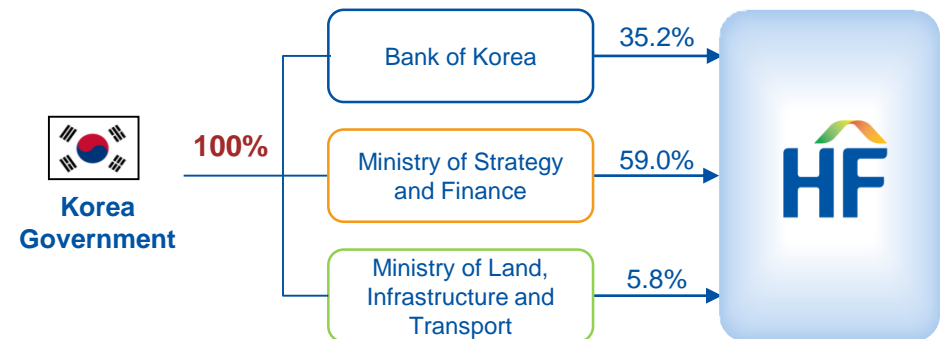 Bank of Korea
35.2%
100%
Korea
Government
Ministry of Strategy
and Finance
59.0%
HF
Ministry of Land,
Infrastructure and
Transport
5.8%